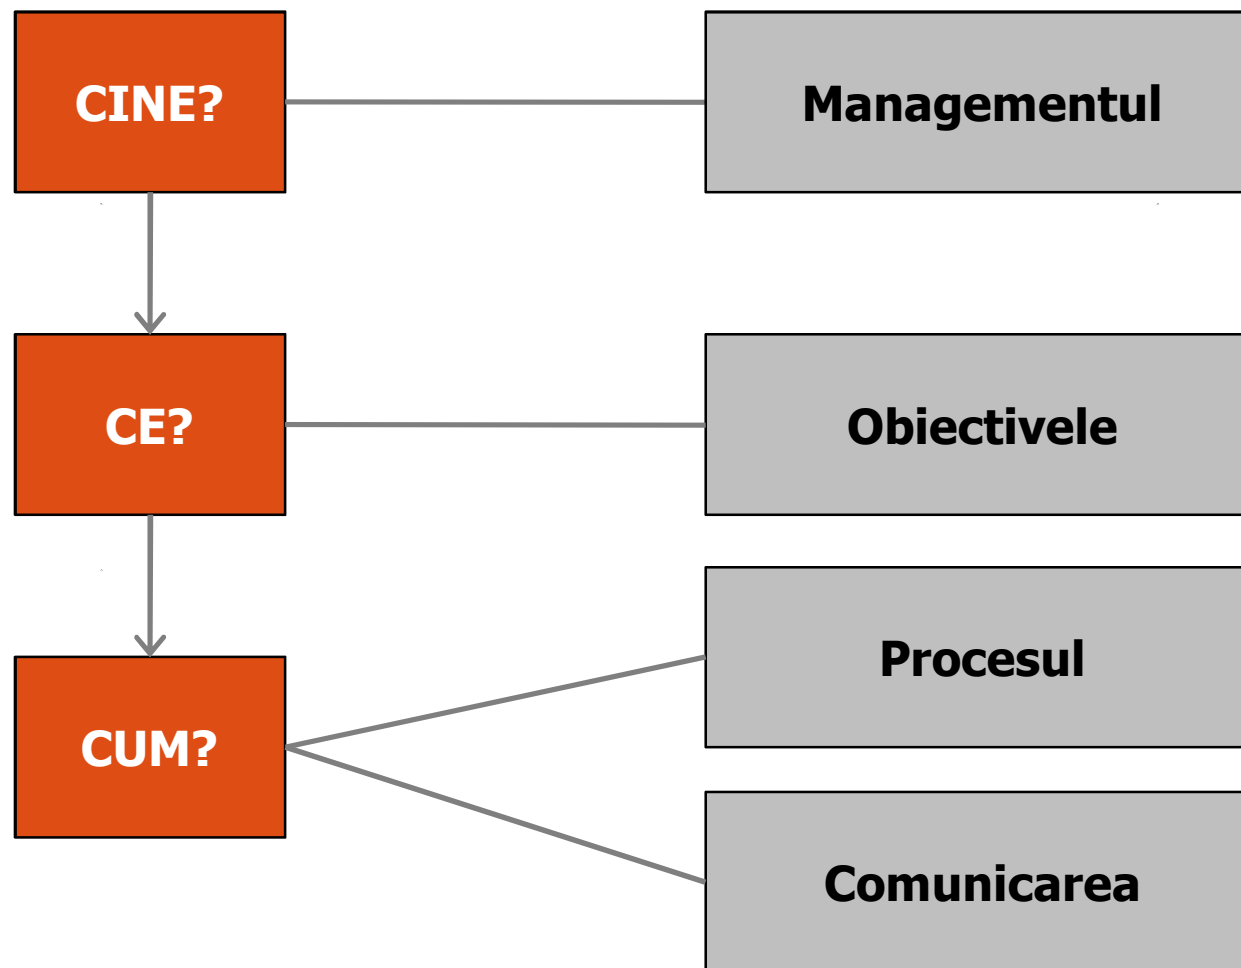 CINE?
Managementul
CE?
Obiectivele
CUM?
Procesul
Comunicarea